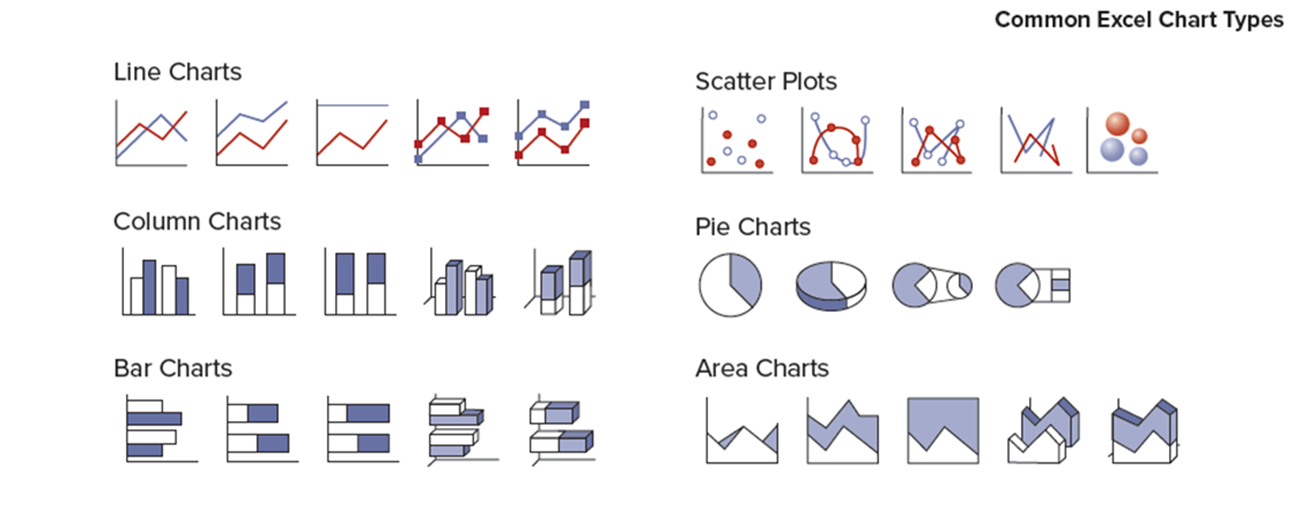 Common Excel Chart Types
Line Charts
Scatter Plots
Column Charts
Pie Charts
Bar Charts
Area Charts